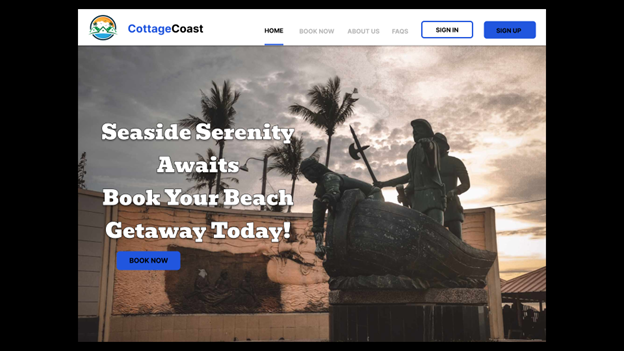 CottageCoast
HOME
BOOK NOW
ABOUT US
FAQS
SIGN IN
SIGN UP
Seaside Serenity
Awaits
Book Your Beach
Getaway Today!
BOOK NOW